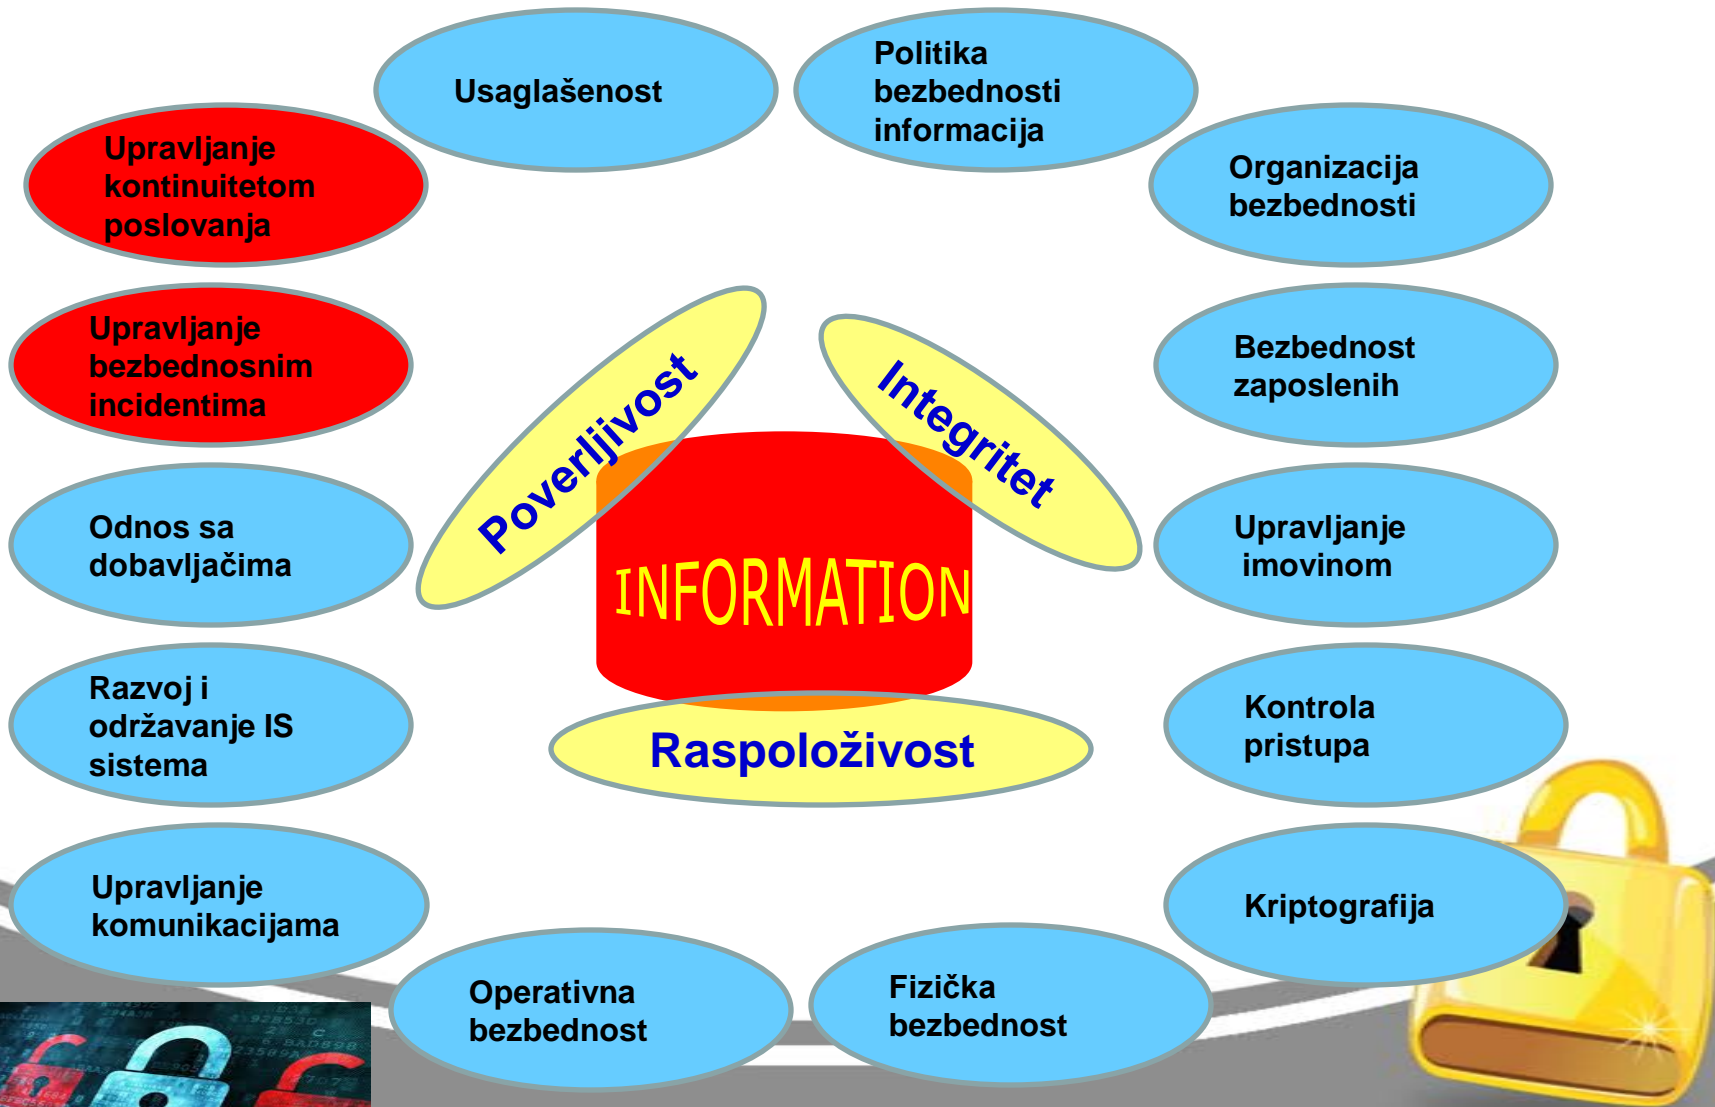 Usaglašenost
Politika
bezbednosti
informacija
Upravljanje
kontinuitetom
poslovanja
Organizacija
bezbednosti
Upravljanje
bezbednosnim
incidentima
Bezbednost
zaposlenih
Poverljivost
Integritet
Odnos sa
dobavljačima
INFORMATION
Upravljanje
imovinom
Razvoj i
održavanje IS
sistema
Raspoloživost
Kontrola
pristupa
Upravljanje
komunikacijama
Kriptografija
Operativna
bezbednost
Fizička
bezbednost